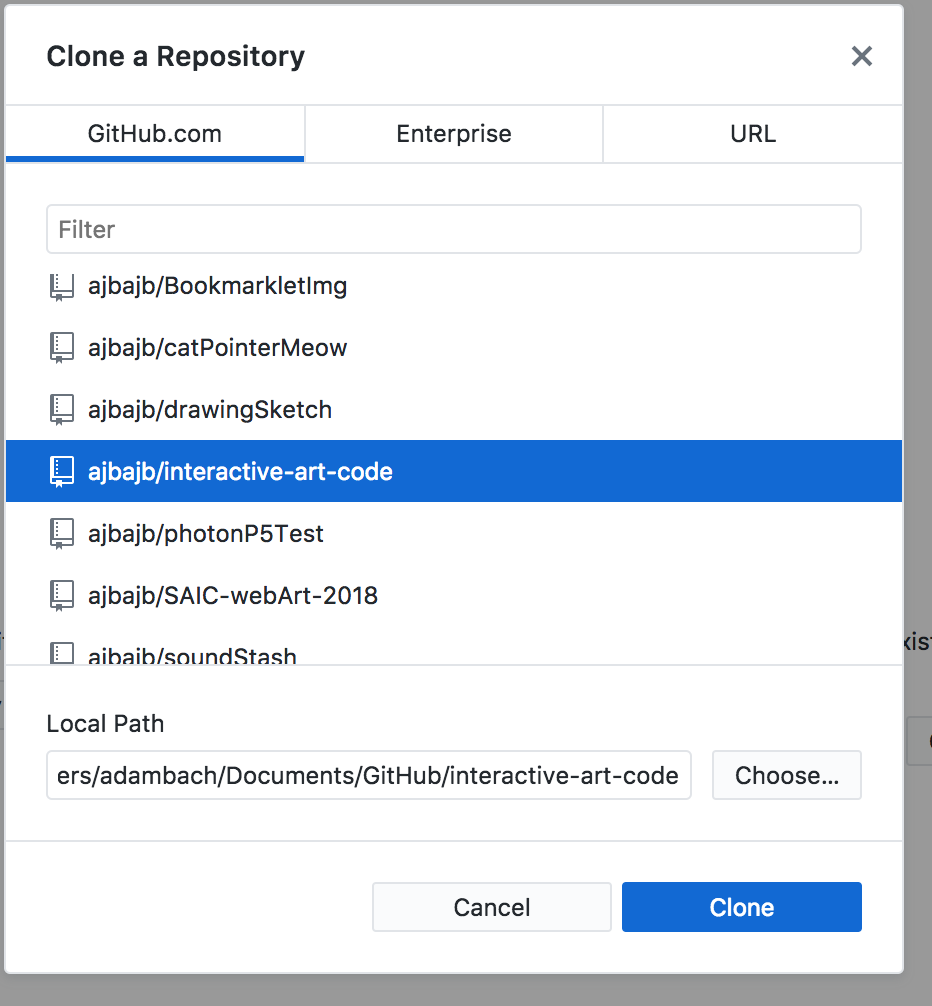 Clone a Repository
GitHub.com
Enterprise
URL
Filter
ajbajb/BookmarkletImg
ajbajb/catPointerMeow
ajbajb/drawingSketch
ajbajb/interactive-art-code
ajbajb/photonP5Test
ajbajb/SAIC-webArt-2018
ajbajb/soundStash
Local Path
ers/adambach/Documents/GitHub/interactive-art-code
Choose...
Cancel
Clone